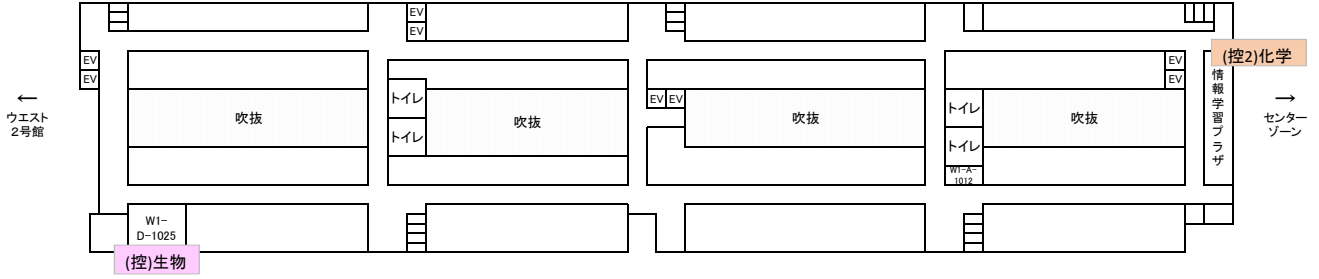 EV
EV
EV
EV
(控2)化学
EV
EV
←
ウエスト
2号館
吹抜
トイレ
トイレ
吹抜
EV EV
吹抜
トイレ
トイレ
W1-A-
1012
吹抜
EV
EV
情報学習プラザ
→
センター
ゾーン
W1-
D-1025
(控)生物